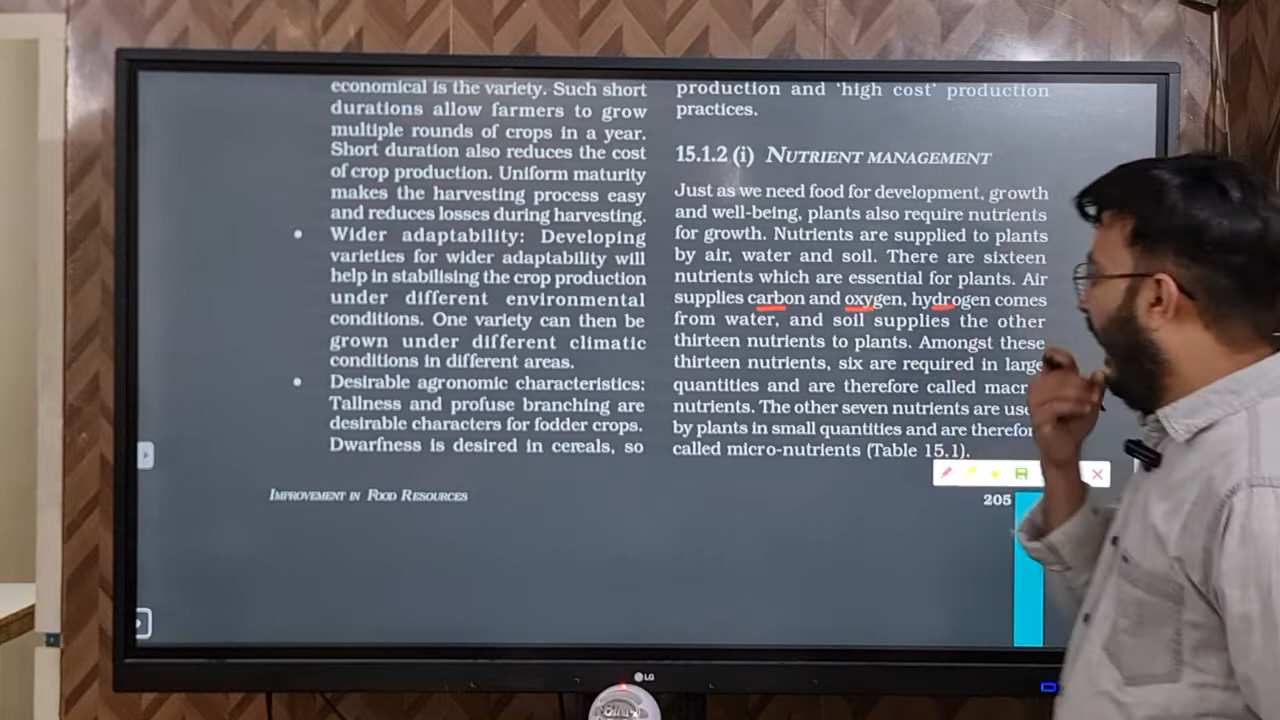 economical is the variety. Such short
durations allow farmers to grow
multiple rounds of crops in a year.
Short duration also reduces the cost
of crop production. Uniform maturity
makes the harvesting process easy
and reduces losses during harvesting.
• Wider adaptability: Developing
varieties for wider adaptability will
help in stabilising the crop production
under different environmental
conditions. One variety can then be
grown under different climatic
conditions in different areas.
• Desirable agronomic characteristics:
Tallness and profuse branching are
desirable characters for fodder crops.
Dwarfness is desired in cereals, so
IMPROVEMENT IN FOOD RESOURCES
production and ‘high cost’ production
practices.
15.1.2 (i) NUTRIENT MANAGEMENT
Just as we need food for development, growth
and well-being, plants also require nutrients
for growth. Nutrients are supplied to plants
by air, water and soil. There are sixteen
nutrients which are essential for plants. Air
supplies carbon and oxygen, hydrogen comes
from water, and soil supplies the other
thirteen nutrients to plants. Amongst these
thirteen nutrients, six are required in large
quantities and are therefore called macr
nutrients. The other seven nutrients are use
by plants in small quantities and are therefor
called micro-nutrients (Table 15.1).
205
LG